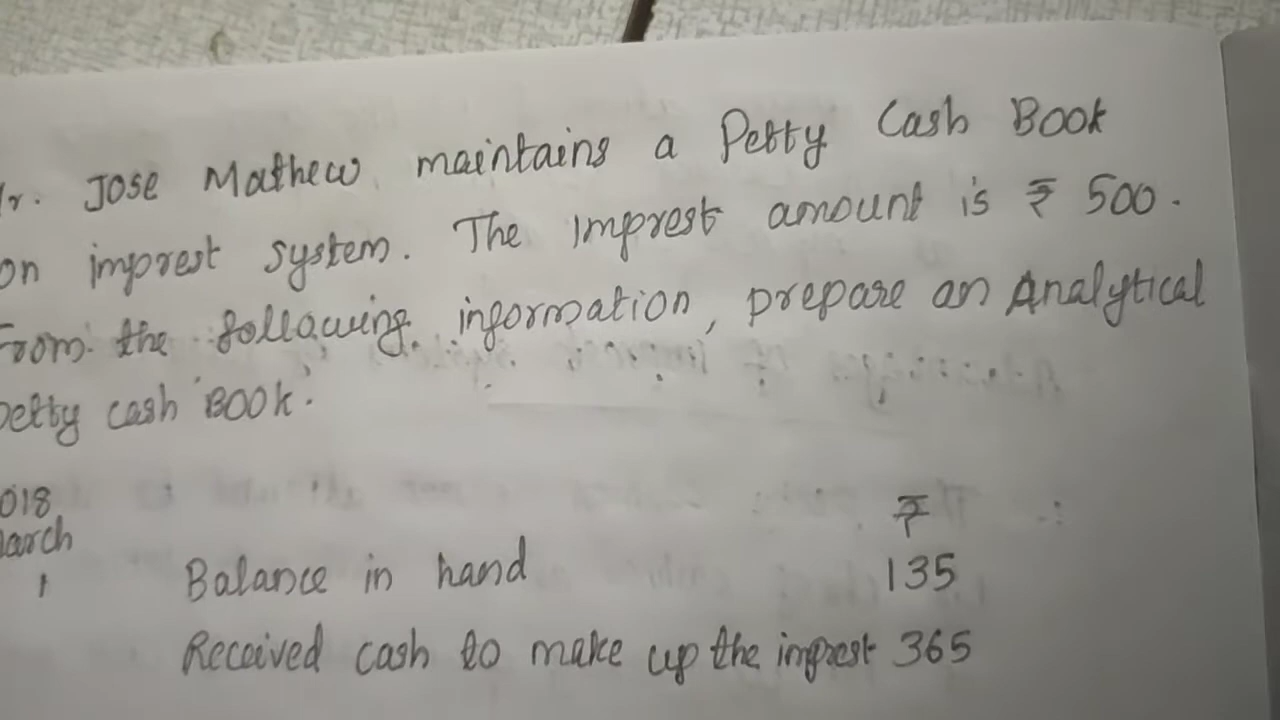 Mr. Jose Mathew maintains a Petty Cash Book
on imprest system. The Imprest amount is ₹ 500.
From the following information, prepare an Analytical
petty cash Book.
018
March
1 Balance in hand ₹ 135
Received cash to make up the imprest 365